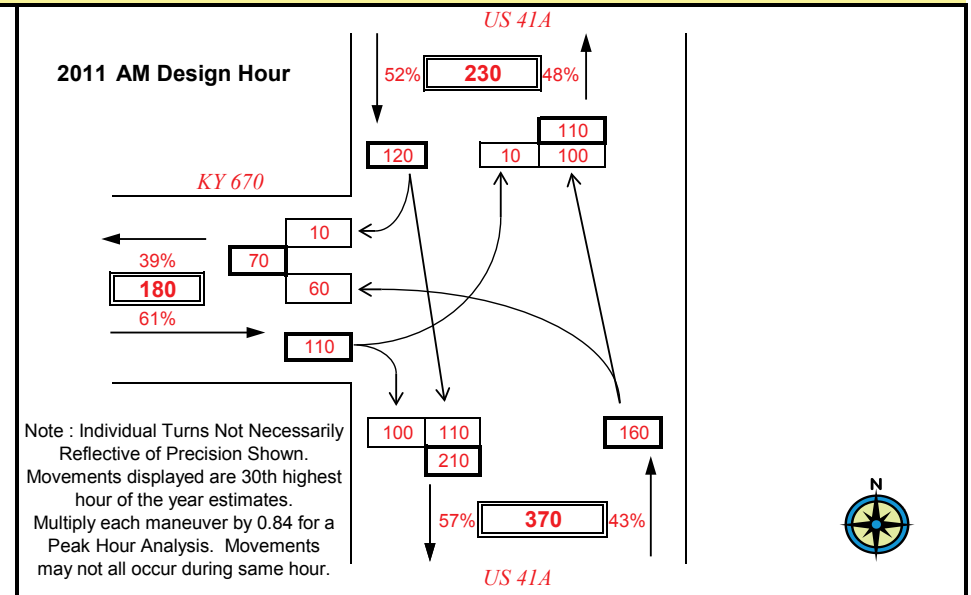 US 41A
2011 AM Design Hour
52% 230 48%
110
120 10 100
KY 670
10
39% 70
180 60
61%
110
Note : Individual Turns Not Necessarily
Reflective of Precision Shown.
Movements displayed are 30th highest
hour of the year estimates.
Multiply each maneuver by 0.84 for a
Peak Hour Analysis. Movements
may not all occur during same hour.
100 110 160
210
57% 370 43%
US 41A
N